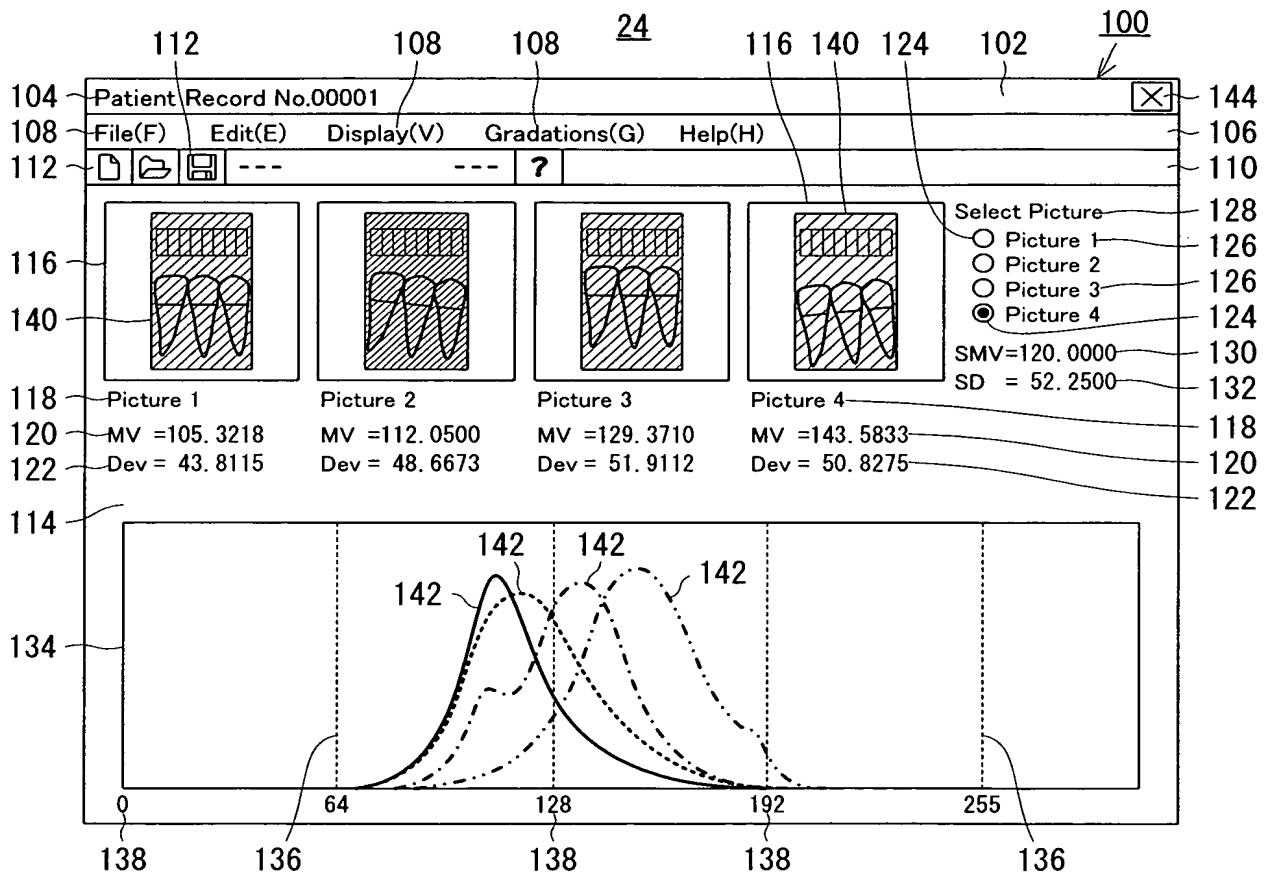 24
112 108 108 116 140 124 102 100
104 Patient Record No.00001 144
108 File(F) Edit(E) Display(V) Gradations(G) Help(H) 106
112 --- --- ? 110
Select Picture 128
116 Picture 1 126
Picture 2
Picture 3 126
140 Picture 4 124
SMV=120.0000 130
SD = 52.2500 132
118 Picture 1 Picture 2 Picture 3 Picture 4 118
120 MV =105.3218 MV =112.0500 MV =129.3710 MV =143.5833 120
122 Dev = 43.8115 Dev = 48.6673 Dev = 51.9112 Dev = 50.8275 122
114
142 142
142 142
134
0 64 128 192 255
138 136 138 138 136